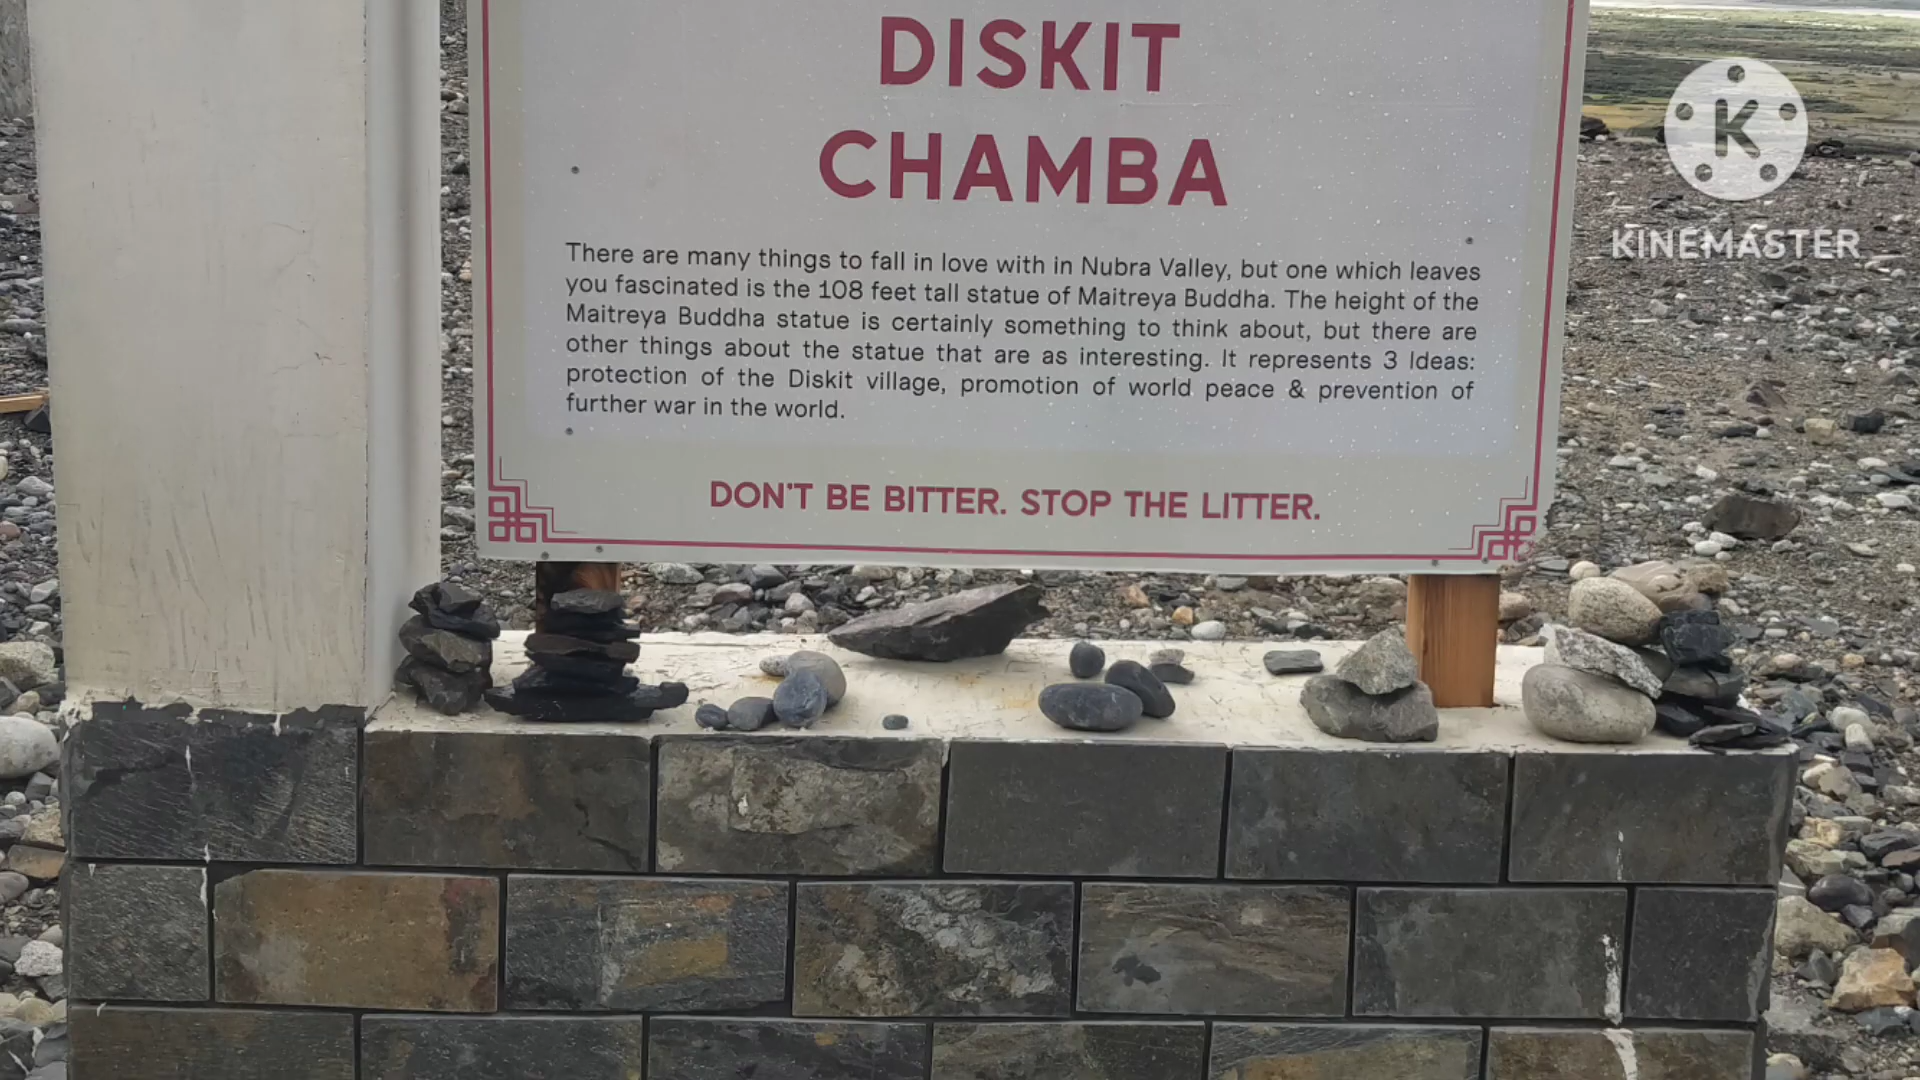 DISKIT
CHAMBA
There are many things to fall in love with in Nubra Valley, but one which leaves
you fascinated is the 108 feet tall statue of Maitreya Buddha. The height of the
Maitreya Buddha statue is certainly something to think about, but there are
other things about the statue that are as interesting. It represents 3 Ideas:
protection of the Diskit village, promotion of world peace & prevention of
further war in the world.
DON'T BE BITTER. STOP THE LITTER.
K
KINEMASTER